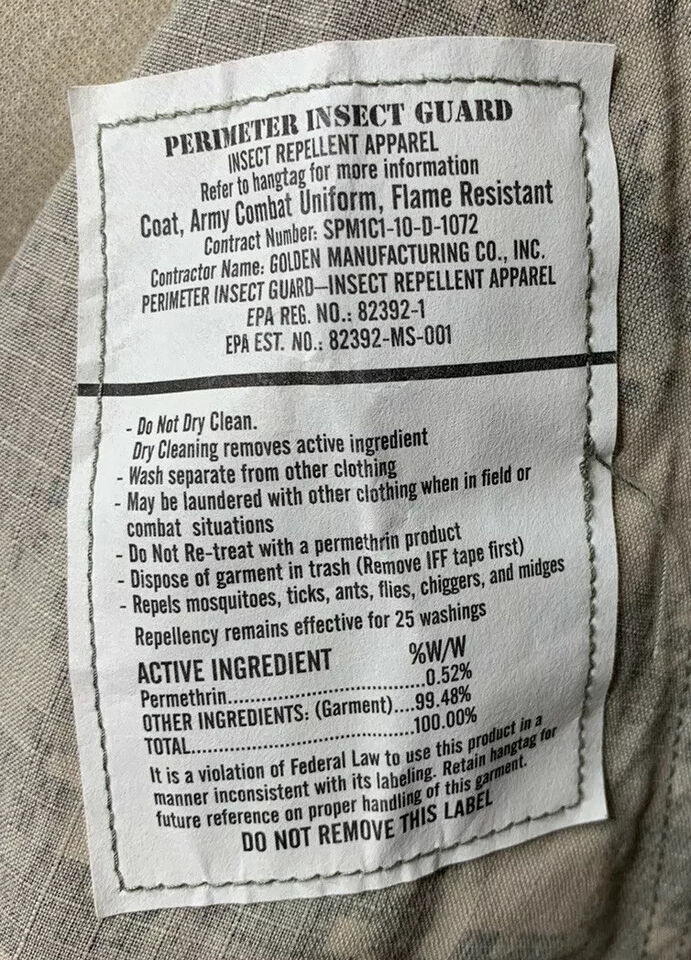 PERIMETER INSECT GUARD
INSECT REPELLENT APPAREL
Refer to hangtag for more information
Coat, Army Combat Uniform, Flame Resistant
Contract Number: SPM1C1-10-D-1072
Contractor Name: GOLDEN MANUFACTURING CO., INC.
PERIMETER INSECT GUARD—INSECT REPELLENT APPAREL
EPA REG. NO.: 82392-1
EPA EST. NO.: 82392-MS-001
- Do Not Dry Clean.
Dry Cleaning removes active ingredient
- Wash separate from other clothing
- May be laundered with other clothing when in field or
combat situations
- Do Not Re-treat with a permethrin product
- Dispose of garment in trash (Remove IFF tape first)
- Repels mosquitoes, ticks, ants, flies, chiggers, and midges
Repellency remains effective for 25 washings
ACTIVE INGREDIENT %W/W
Permethrin..............................0.52%
OTHER INGREDIENTS: (Garment)....99.48%
TOTAL..................................100.00%
It is a violation of Federal Law to use this product in a
manner inconsistent with its labeling. Retain hangtag for
future reference on proper handling of this garment.
DO NOT REMOVE THIS LABEL